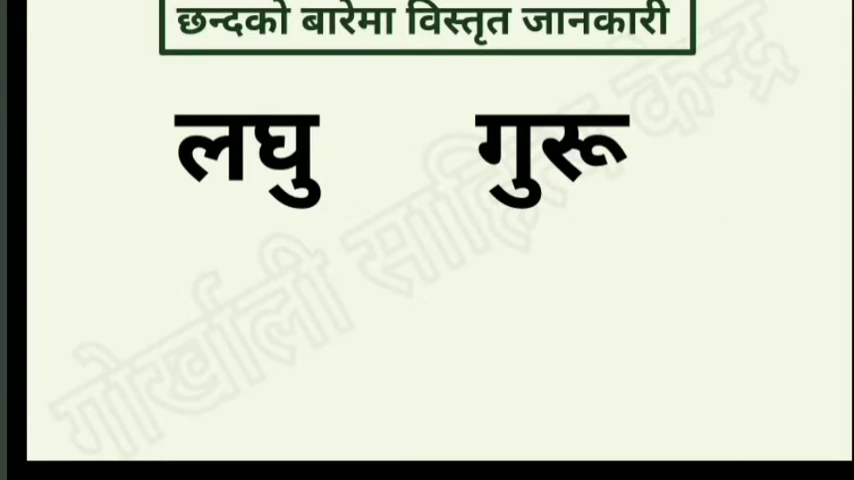 छन्दको बारेमा विस्तृत जानकारी
लघु गुरू
गोर्खाली साहित्य केन्द्र